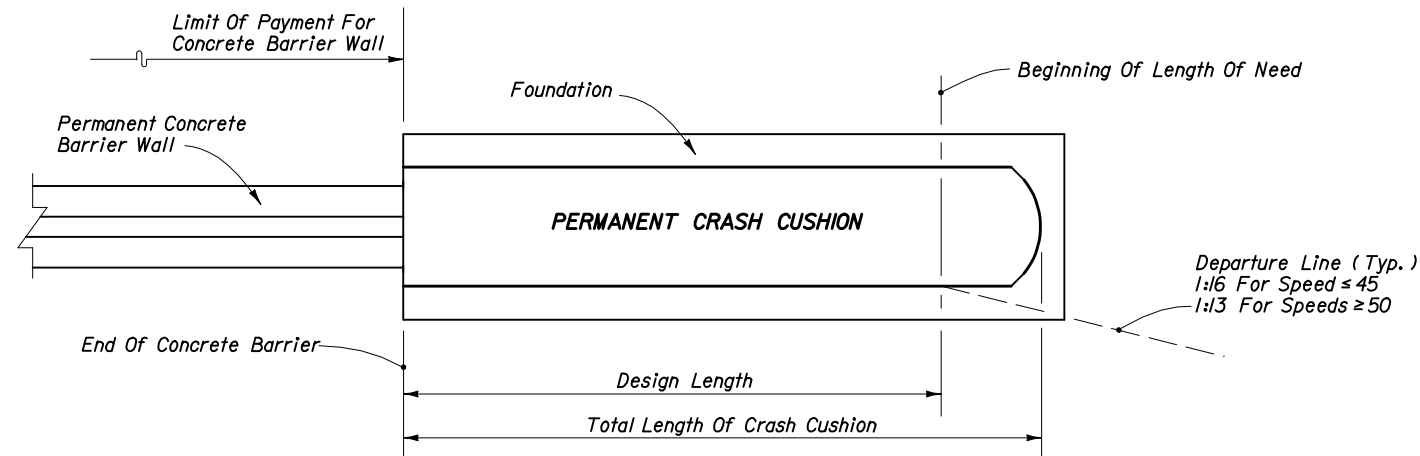 Limit Of Payment For
Concrete Barrier Wall
Beginning Of Length Of Need
Foundation
Permanent Concrete
Barrier Wall
PERMANENT CRASH CUSHION
Departure Line (Typ.)
1:16 For Speed ≤ 45
1:13 For Speeds ≥ 50
End Of Concrete Barrier
Design Length
Total Length Of Crash Cushion